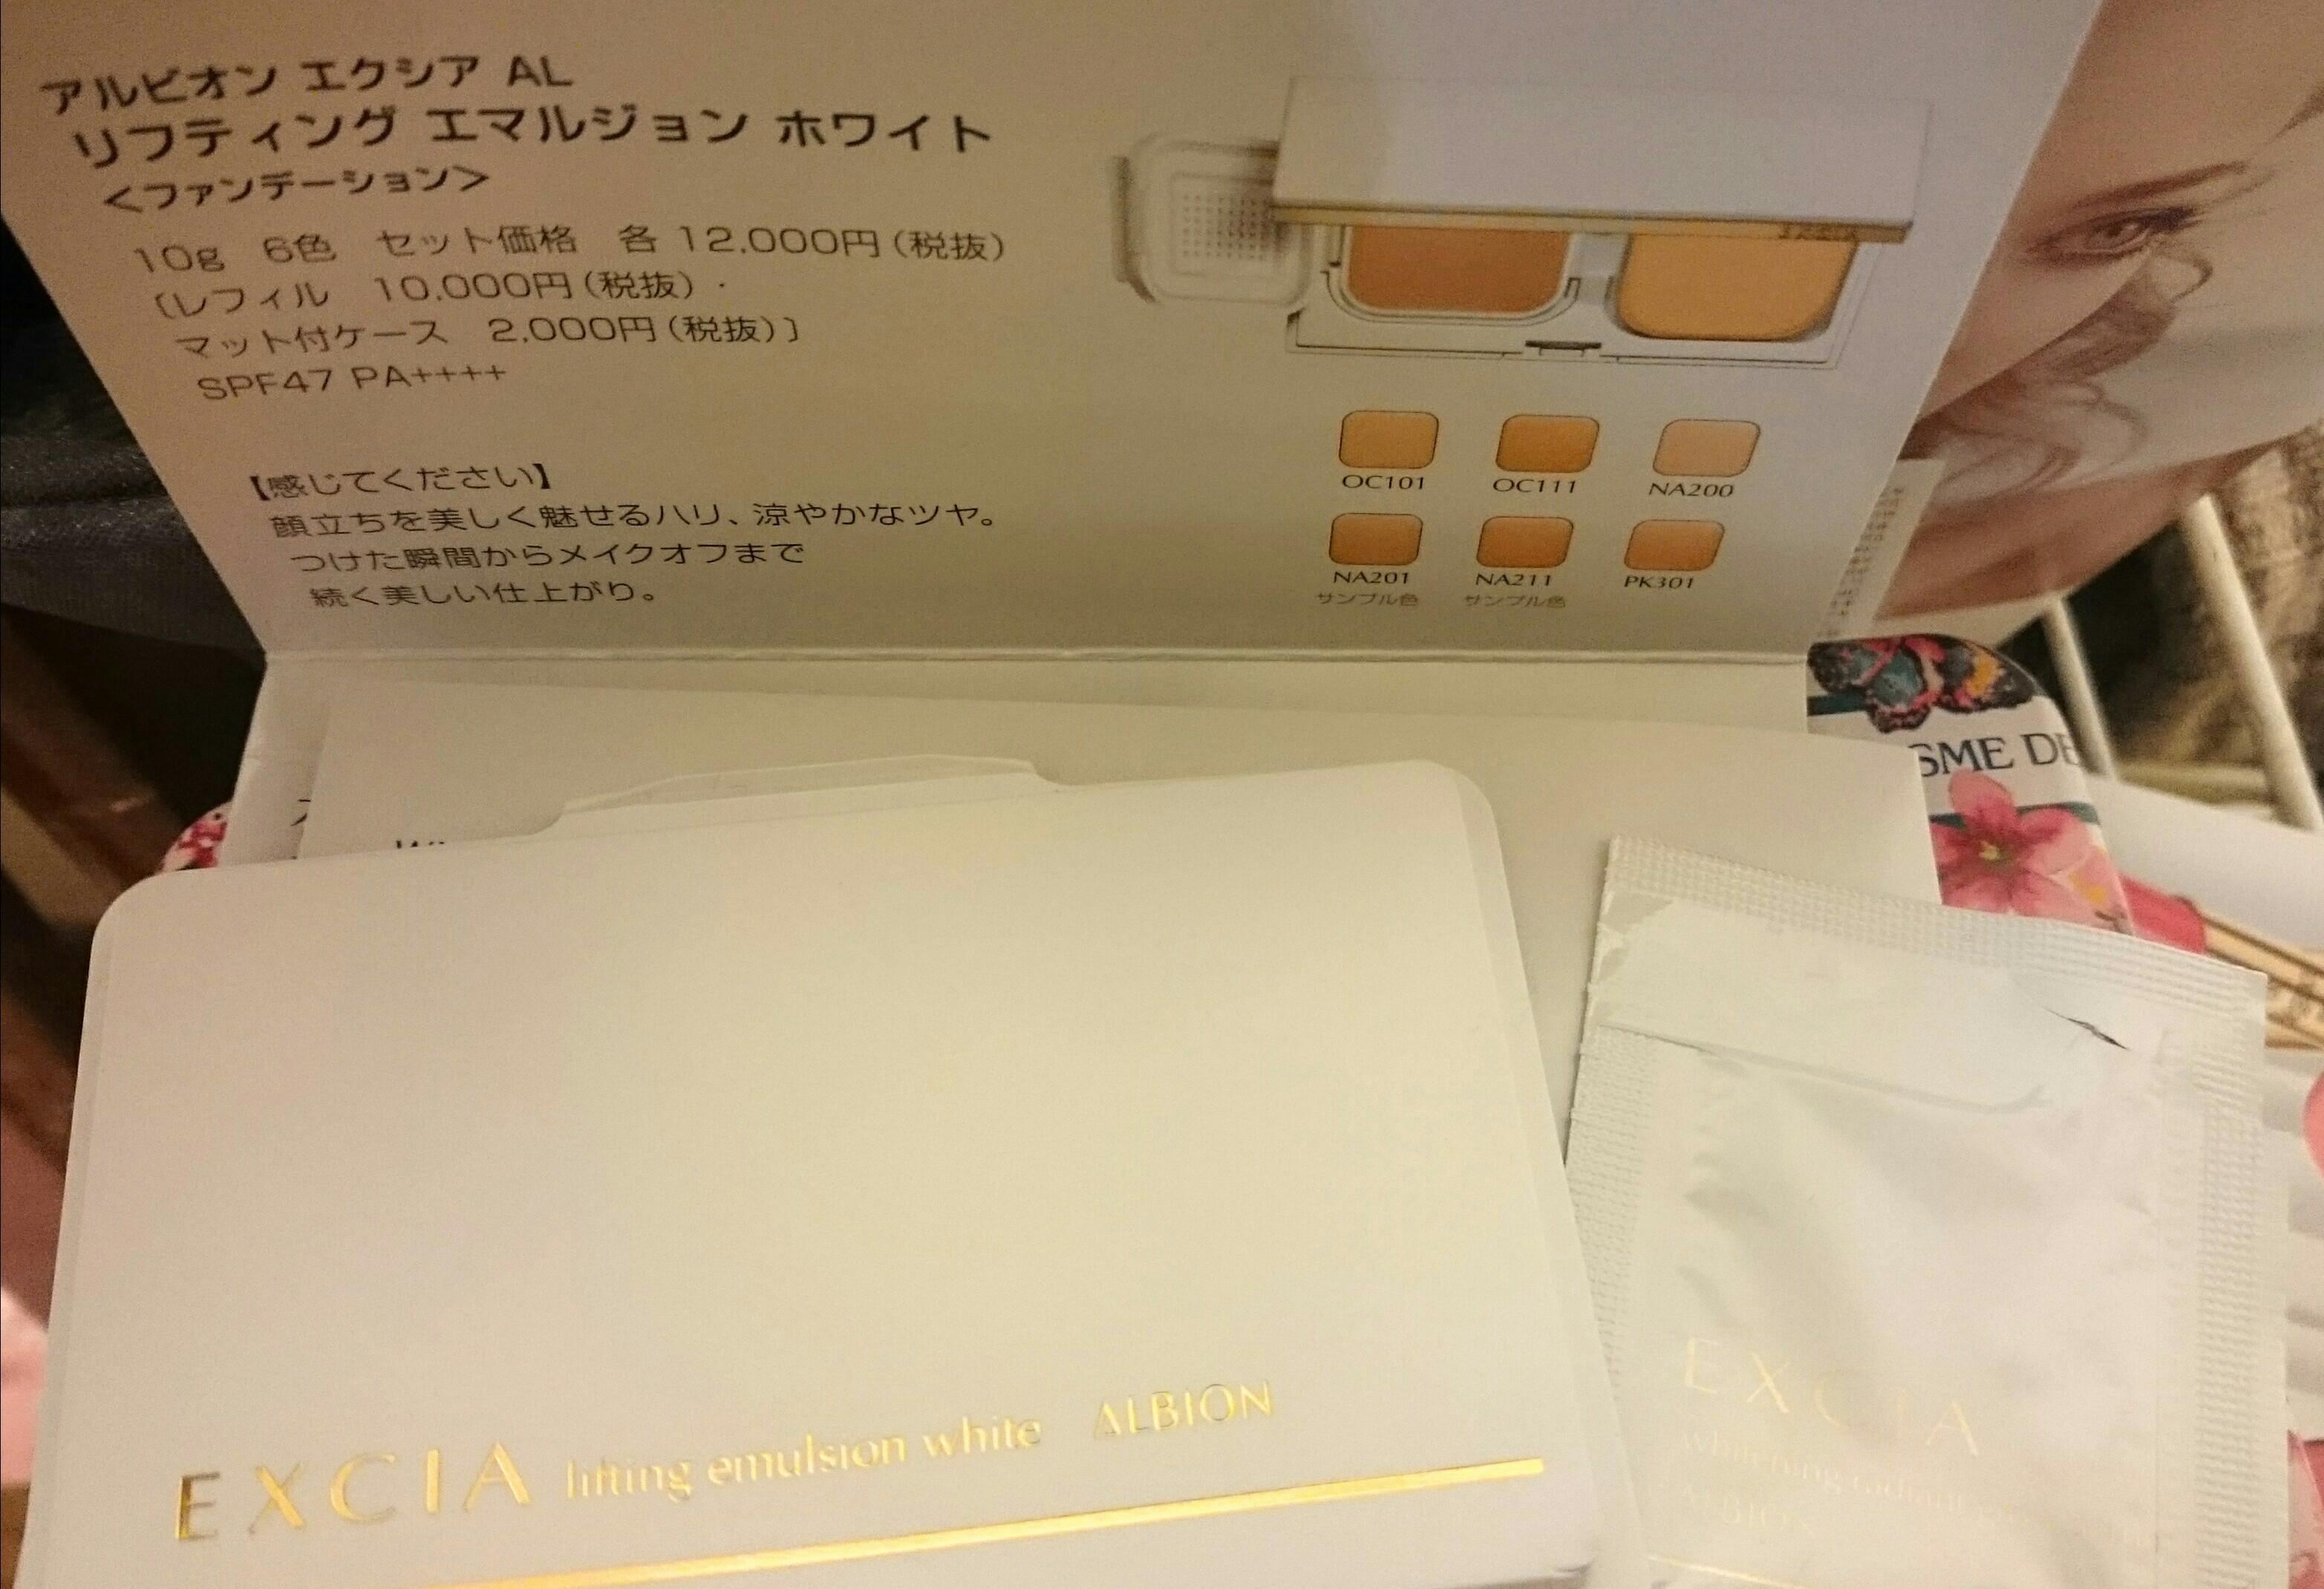 アルビオン エクシア AL
リフティング エマルジョン ホワイト
<ファンデーション>
10g 6色 セット価格 各 12,000円(税抜)
〔レフィル 10,000円(税抜)・
マット付ケース 2,000円(税抜)〕
SPF47 PA++++
【感じてください】
顔立ちを美しく魅せるハリ、涼やかなツヤ。
つけた瞬間からメイクオフまで
続く美しい仕上がり。
OC101 OC111 NA200
NA201 NA211 PK301
サンプル色 サンプル色
EXCIA lifting emulsion white ALBION
EXCIA
whitening
ALBION